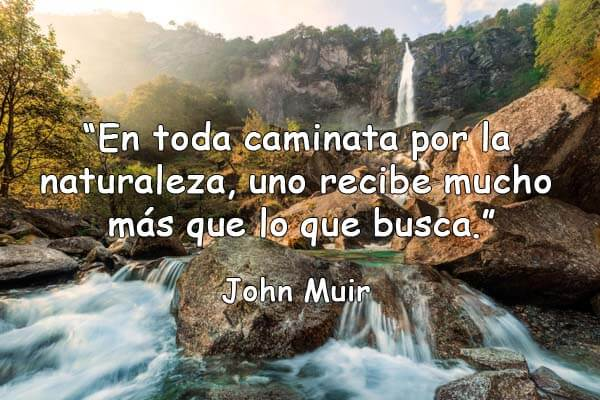 “En toda caminata por la
naturaleza, uno recibe mucho
más que lo que busca.”
John Muir